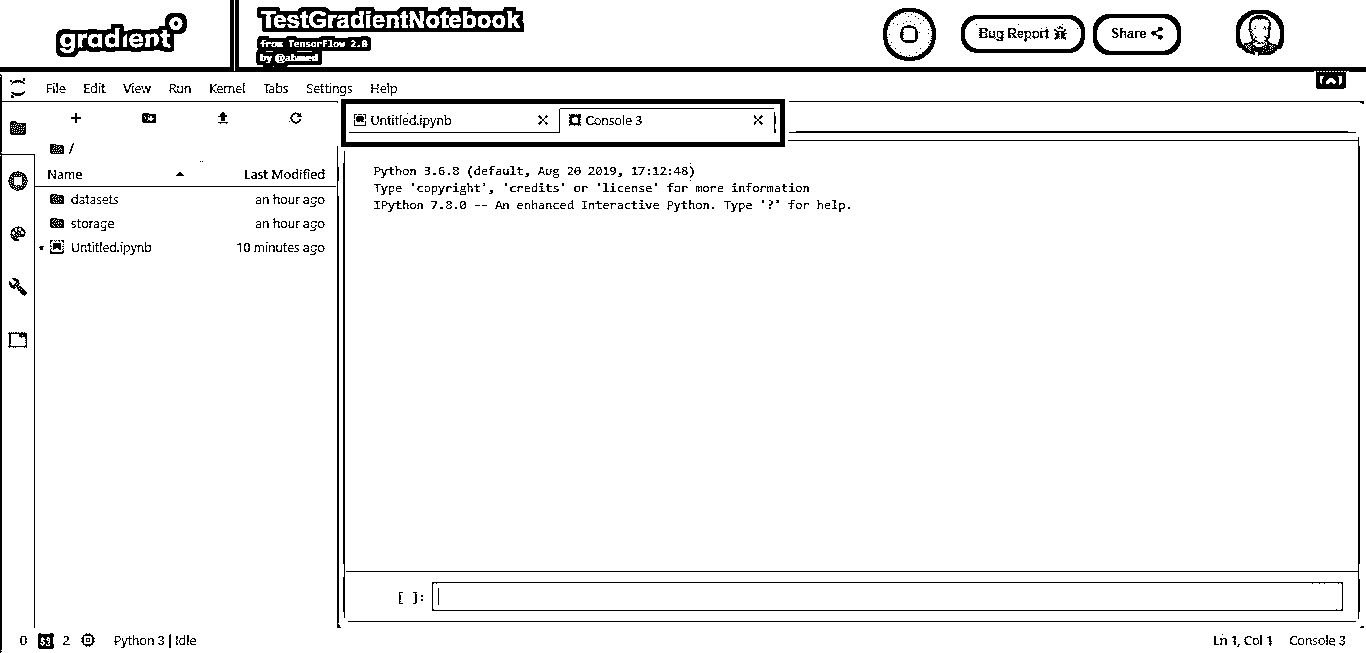 gradient
TestGradientNotebook
from TensorFlow 2.0
by @ahmed
Bug Report
Share
File Edit View Run Kernel Tabs Settings Help
Untitled.ipynb
Console 3
/
Name Last Modified
datasets an hour ago
storage an hour ago
Untitled.ipynb 10 minutes ago
Python 3.6.8 (default, Aug 20 2019, 17:12:48)
Type 'copyright', 'credits' or 'license' for more information
IPython 7.8.0 -- An enhanced Interactive Python. Type '?' for help.
[ ]:
0 2 Python 3 | Idle
Ln 1, Col 1 Console 3